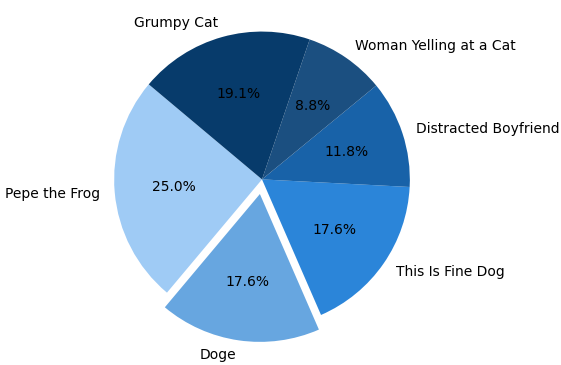 Grumpy Cat
Woman Yelling at a Cat
19.1%
8.8%
Distracted Boyfriend
11.8%
Pepe the Frog
25.0%
17.6%
This Is Fine Dog
17.6%
Doge